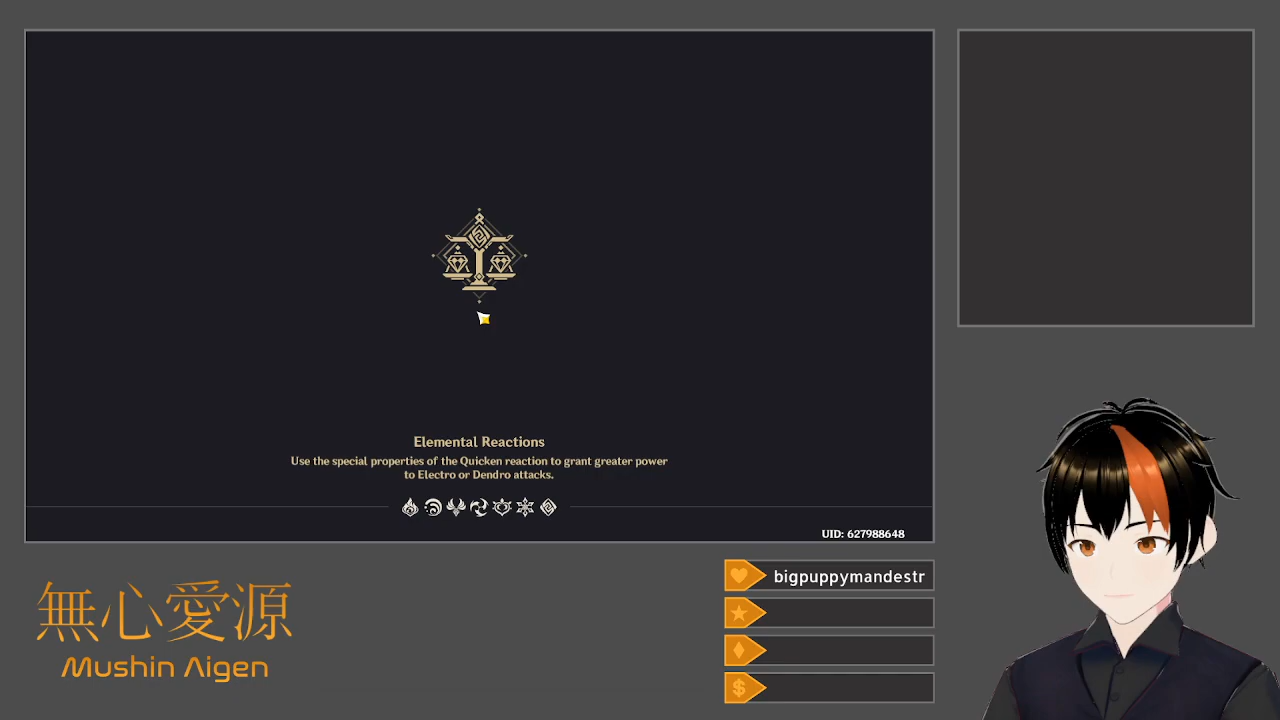 Elemental Reactions
Use the special properties of the Quicken reaction to grant greater power
to Electro or Dendro attacks.
UID: 627988648
bigpuppymandestr
無心愛源
Mushin Aigen